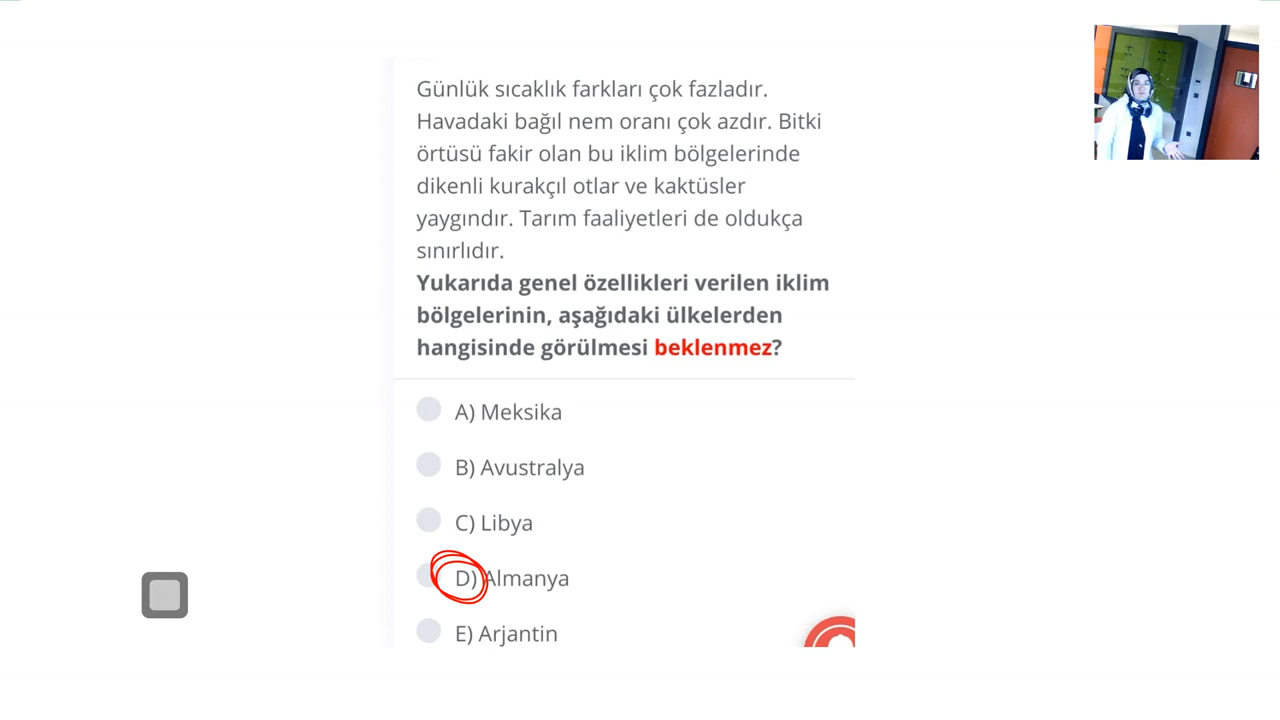 Günlük sıcaklık farkları çok fazladır.
Havadaki bağıl nem oranı çok azdır. Bitki
örtüsü fakir olan bu iklim bölgelerinde
dikenli kurakçıl otlar ve kaktüsler
yaygındır. Tarım faaliyetleri de oldukça
sınırlıdır.
Yukarıda genel özellikleri verilen iklim
bölgelerinin, aşağıdaki ülkelerden
hangisinde görülmesi beklenmez?
A) Meksika
B) Avustralya
C) Libya
D) Almanya
E) Arjantin